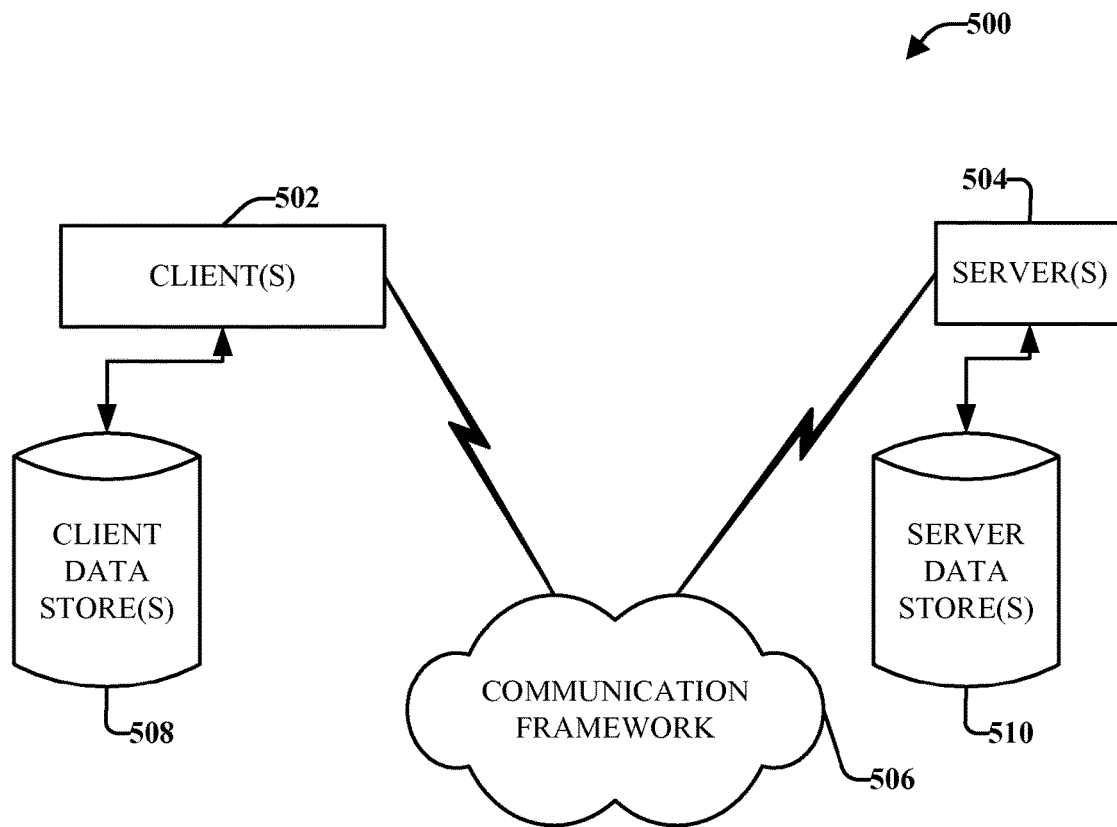 500
502
504
CLIENT(S)
SERVER(S)
CLIENT
DATA
STORE(S)
SERVER
DATA
STORE(S)
COMMUNICATION
FRAMEWORK
508
510
506